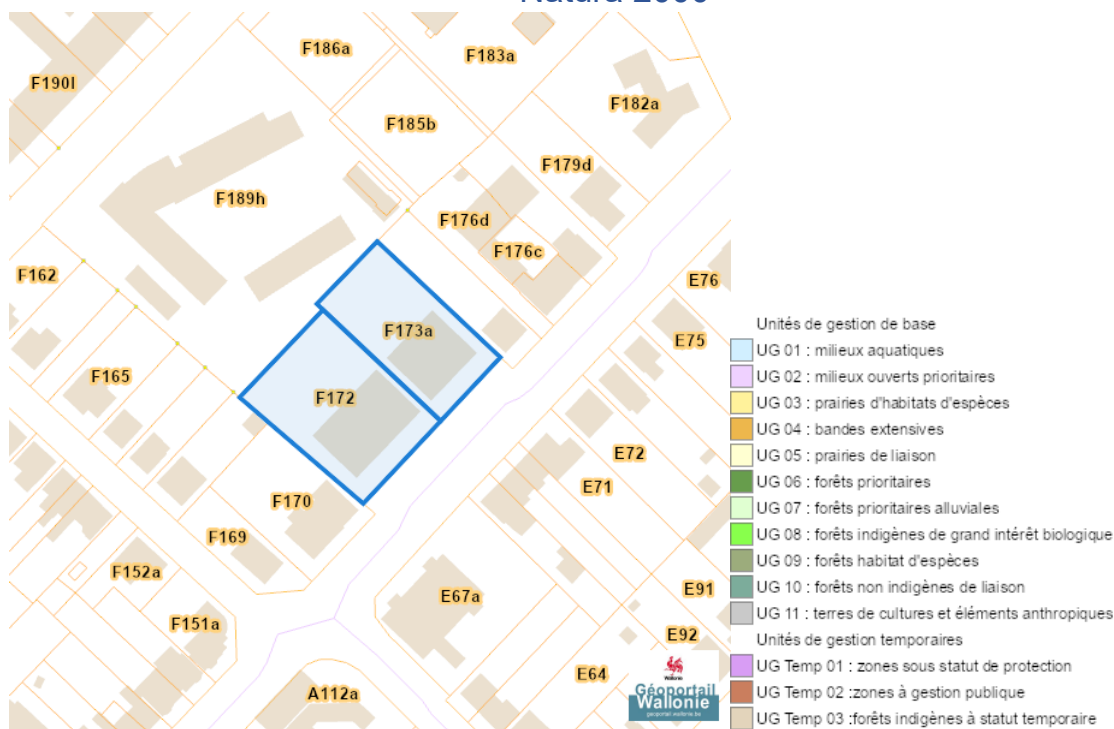 Natura 2000
F186a
F183a
F190l
F182a
F185b
F179d
F189h
F176d
F176c
F162
E76
F173a
E75
F165
F172
E72
E71
F170
F169
F152a
E67a
E91
F151a
E92
E64
A112a
Wallonie
Géoportail
Wallonie
geoportail.wallonie.be
Unités de gestion de base
UG 01 : milieux aquatiques
UG 02 : milieux ouverts prioritaires
UG 03 : prairies d'habitats d'espèces
UG 04 : bandes extensives
UG 05 : prairies de liaison
UG 06 : forêts prioritaires
UG 07 : forêts prioritaires alluviales
UG 08 : forêts indigènes de grand intérêt biologique
UG 09 : forêts habitat d'espèces
UG 10 : forêts non indigènes de liaison
UG 11 : terres de cultures et éléments anthropiques
Unités de gestion temporaires
UG Temp 01 : zones sous statut de protection
UG Temp 02 :zones à gestion publique
UG Temp 03 :forêts indigènes à statut temporaire